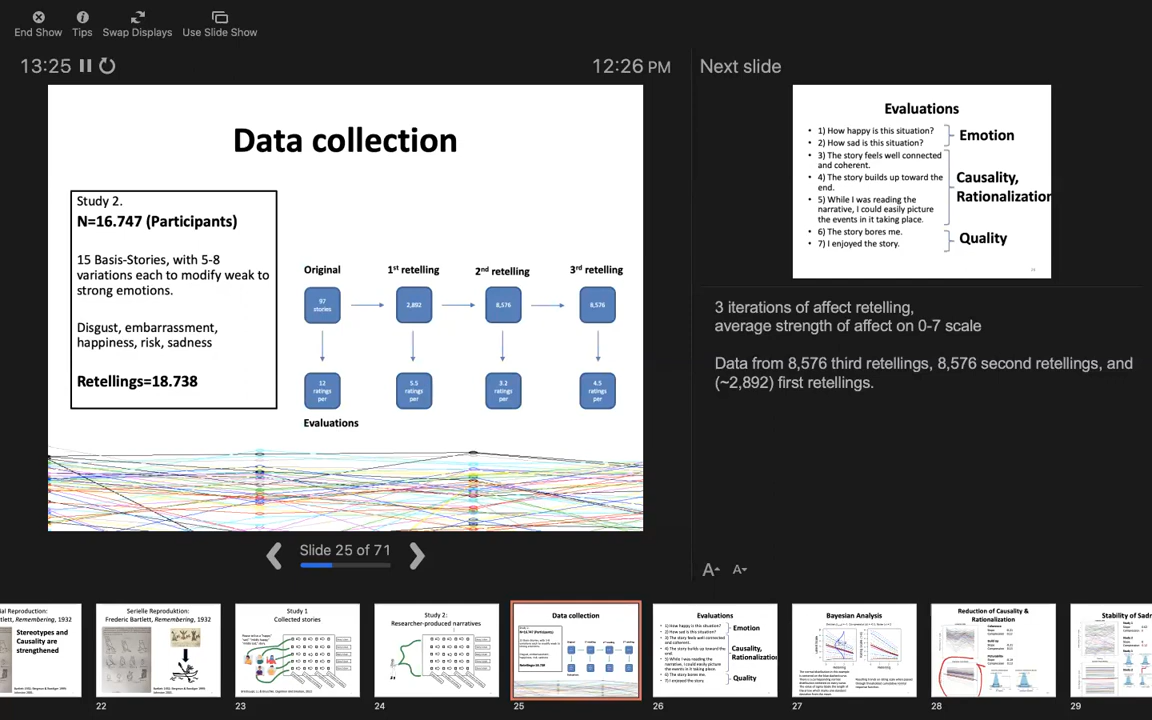 End Show
Tips
Swap Displays
Use Slide Show
13:25
12:26 PM
Next slide
Data collection
Study 2.
N=16.747 (Participants)
15 Basis-Stories, with 5-8
variations each to modify weak to
strong emotions.
Disgust, embarrassment,
happiness, risk, sadness
Retellings=18.738
Original
1st retelling
2nd retelling
3rd retelling
97
stories
2,892
8,576
8,576
12
ratings
per
5.5
ratings
per
3.2
ratings
per
4.5
ratings
per
Evaluations
Evaluations
• 1) How happy is this situation?
• 2) How sad is this situation?
• 3) The story feels well connected
and coherent.
• 4) The story builds up toward the
end.
• 5) While I was reading the
narrative, I could easily picture
the events in it taking place.
• 6) The story bores me.
• 7) I enjoyed the story.
Emotion
Causality,
Rationalization
Quality
3 iterations of affect retelling,
average strength of affect on 0-7 scale
Data from 8,576 third retellings, 8,576 second retellings, and
(~2,892) first retellings.
Slide 25 of 71
A
A
ial Reproduction:
tlett, Remembering, 1932
Stereotypes and
Causality are
strengthened
Serielle Reproduktion:
Frederic Bartlett, Remembering, 1932
22
Study 1
Collected stories
23
Study 2:
Researcher-produced narratives
24
Data collection
25
Evaluations
Emotion
Causality,
Rationalization
Quality
26
Bayesian Analysis
27
Reduction of Causality &
Rationalization
28
Stability of Sadn
29